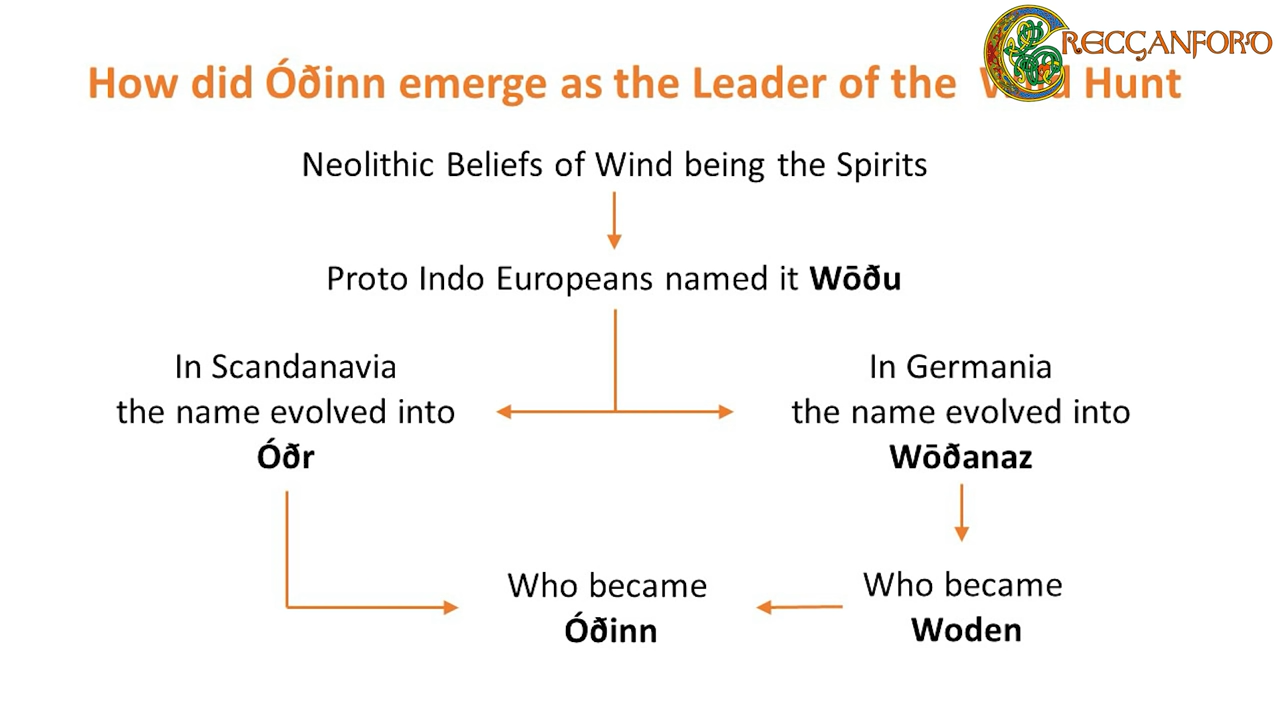 CRECGANFORD
How did Óðinn emerge as the Leader of the Hunt
Neolithic Beliefs of Wind being the Spirits
Proto Indo Europeans named it Wōðu
In Scandanavia
the name evolved into
Óðr
In Germania
the name evolved into
Wōðanaz
Who became
Óðinn
Who became
Woden